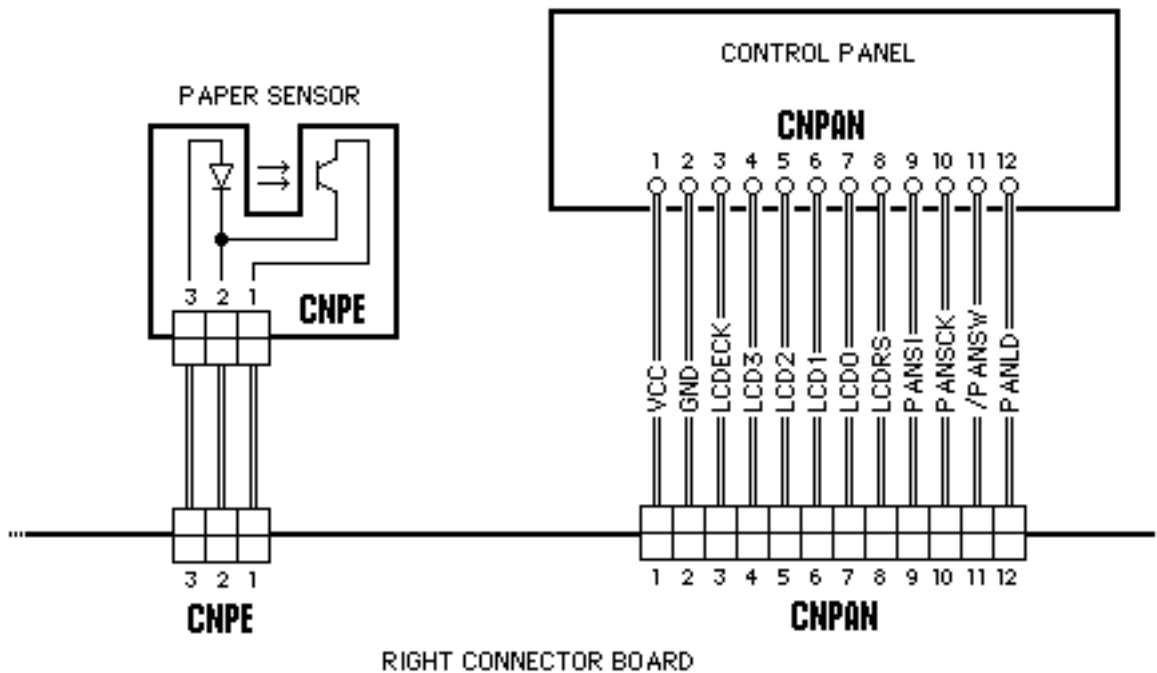 CONTROL PANEL
PAPER SENSOR
CNPAN
1 2 3 4 5 6 7 8 9 10 11 12
3 2 1
CNPE
VCC
GND
LCDECK
LCD3
LCD2
LCD1
LCD0
LCDRS
PANSI
PANSCK
/PANSW
PANLD
3 2 1
CNPE
1 2 3 4 5 6 7 8 9 10 11 12
CNPAN
RIGHT CONNECTOR BOARD